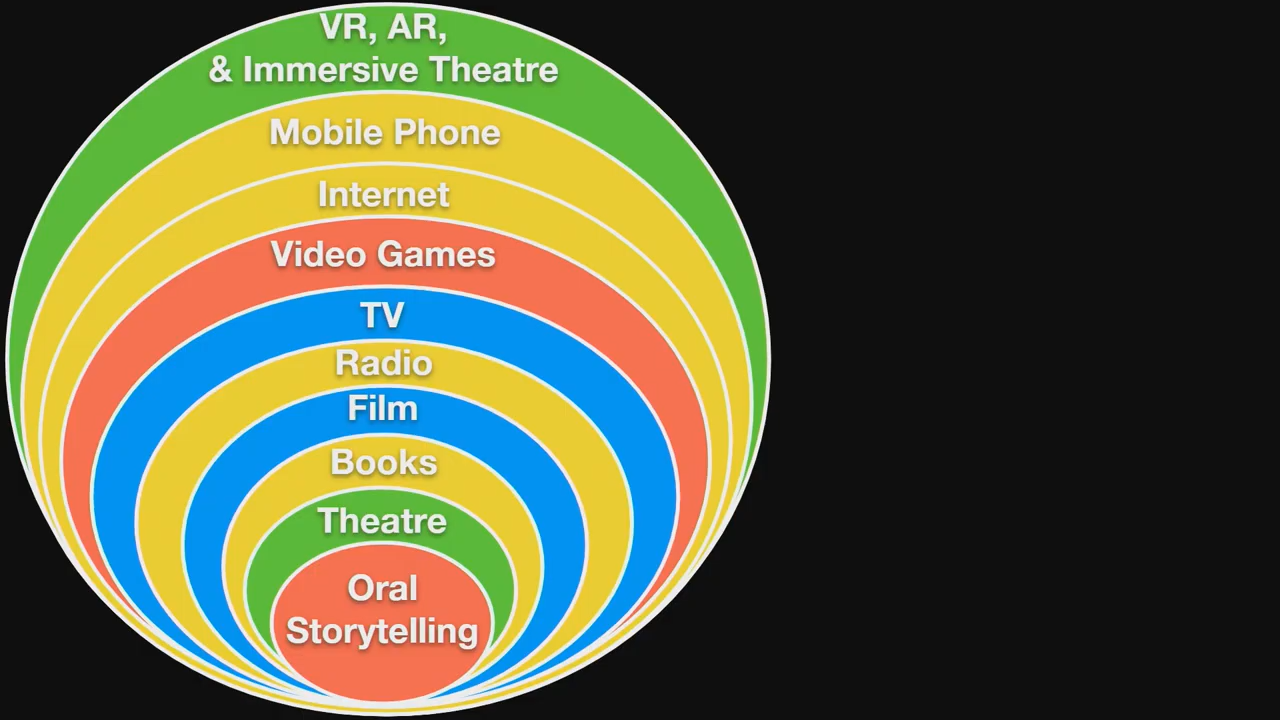 VR, AR,
& Immersive Theatre
Mobile Phone
Internet
Video Games
TV
Radio
Film
Books
Theatre
Oral
Storytelling